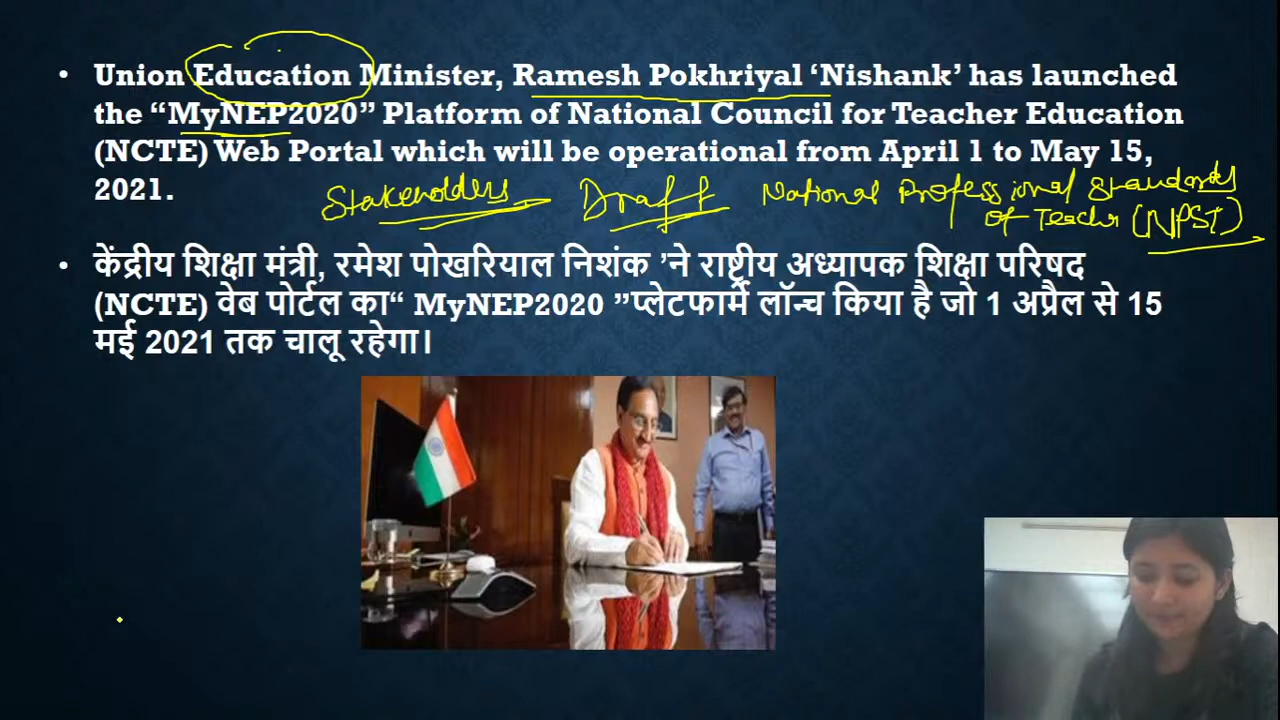 • Union Education Minister, Ramesh Pokhriyal ‘Nishank’ has launched
the “MyNEP2020” Platform of National Council for Teacher Education
(NCTE) Web Portal which will be operational from April 1 to May 15,
2021.
Stakeholders Draft National Professional Standards
of Teacher (NPST)
• केंद्रीय शिक्षा मंत्री, रमेश पोखरियाल निशंक ’ने राष्ट्रीय अध्यापक शिक्षा परिषद
(NCTE) वेब पोर्टल का“ MyNEP2020 ”प्लेटफार्म लॉन्च किया है जो 1 अप्रैल से 15
मई 2021 तक चालू रहेगा।